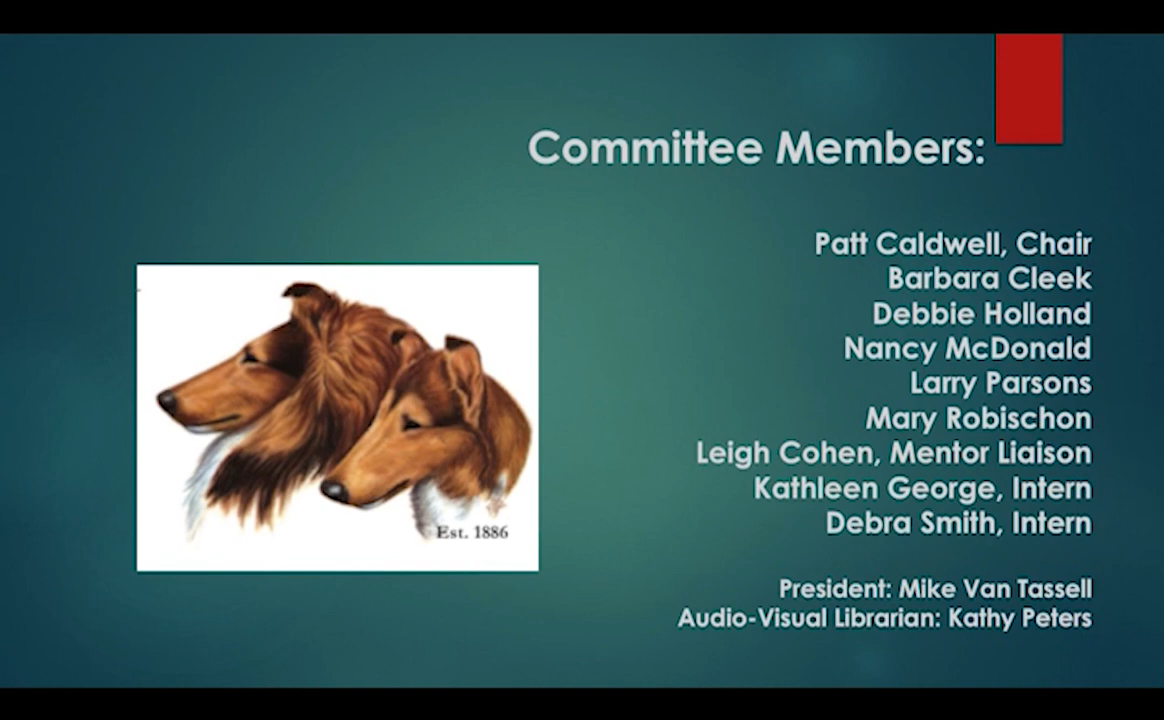 Committee Members:
Patt Caldwell, Chair
Barbara Cleek
Debbie Holland
Nancy McDonald
Larry Parsons
Mary Robischon
Leigh Cohen, Mentor Liaison
Kathleen George, Intern
Debra Smith, Intern
Est. 1886
President: Mike Van Tassell
Audio-Visual Librarian: Kathy Peters